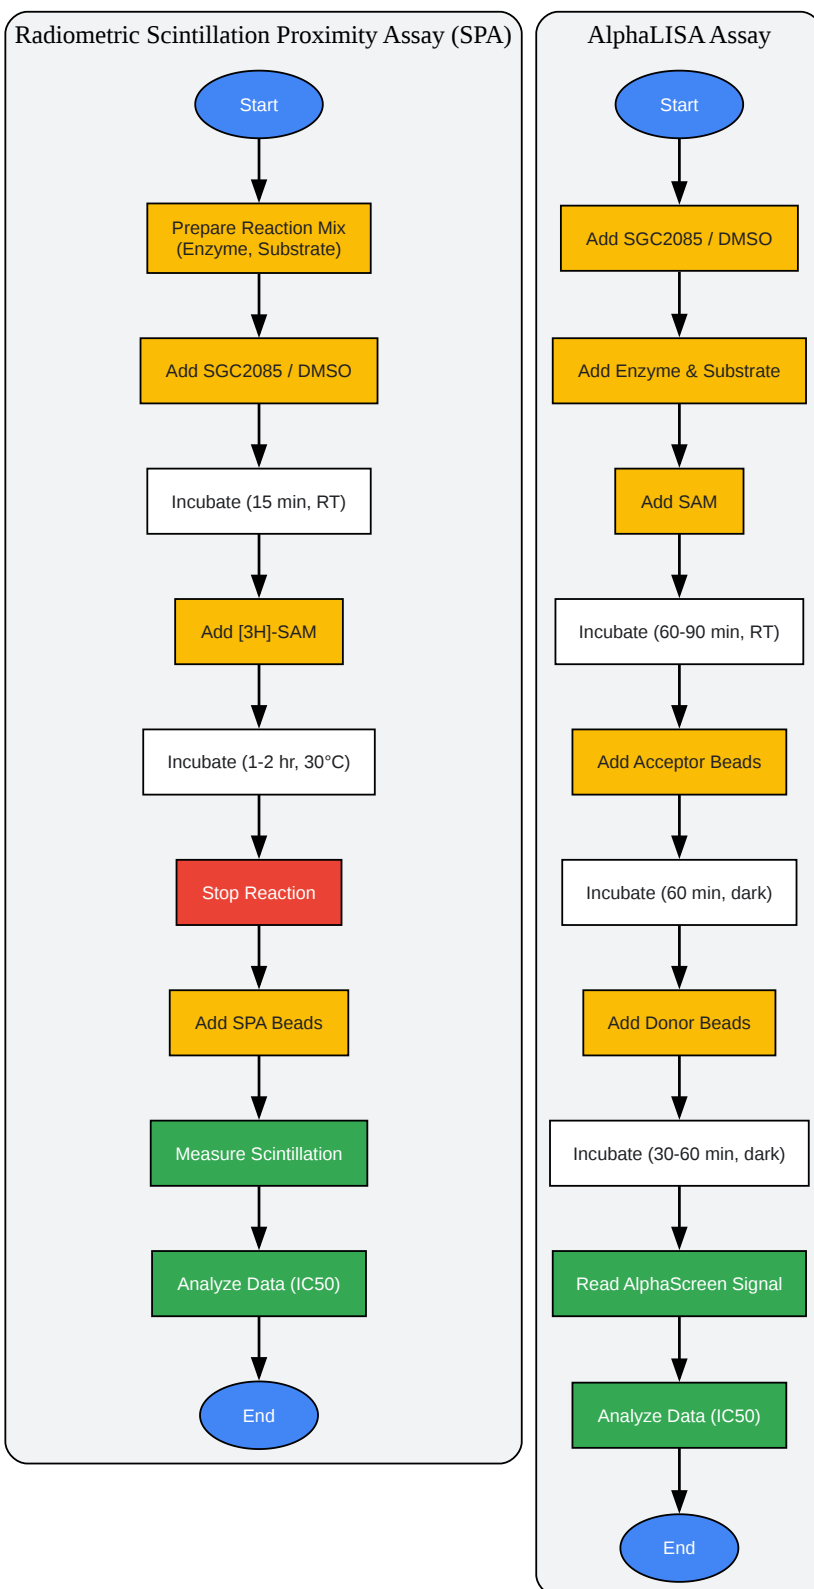 Radiometric Scintillation Proximity Assay (SPA)
Start
Prepare Reaction Mix
(Enzyme, Substrate)
Add SGC2085 / DMSO
Incubate (15 min, RT)
Add [3H]-SAM
Incubate (1-2 hr, 30°C)
Stop Reaction
Add SPA Beads
Measure Scintillation
Analyze Data (IC50)
End
AlphaLISA Assay
Start
Add SGC2085 / DMSO
Add Enzyme & Substrate
Add SAM
Incubate (60-90 min, RT)
Add Acceptor Beads
Incubate (60 min, dark)
Add Donor Beads
Incubate (30-60 min, dark)
Read AlphaScreen Signal
Analyze Data (IC50)
End